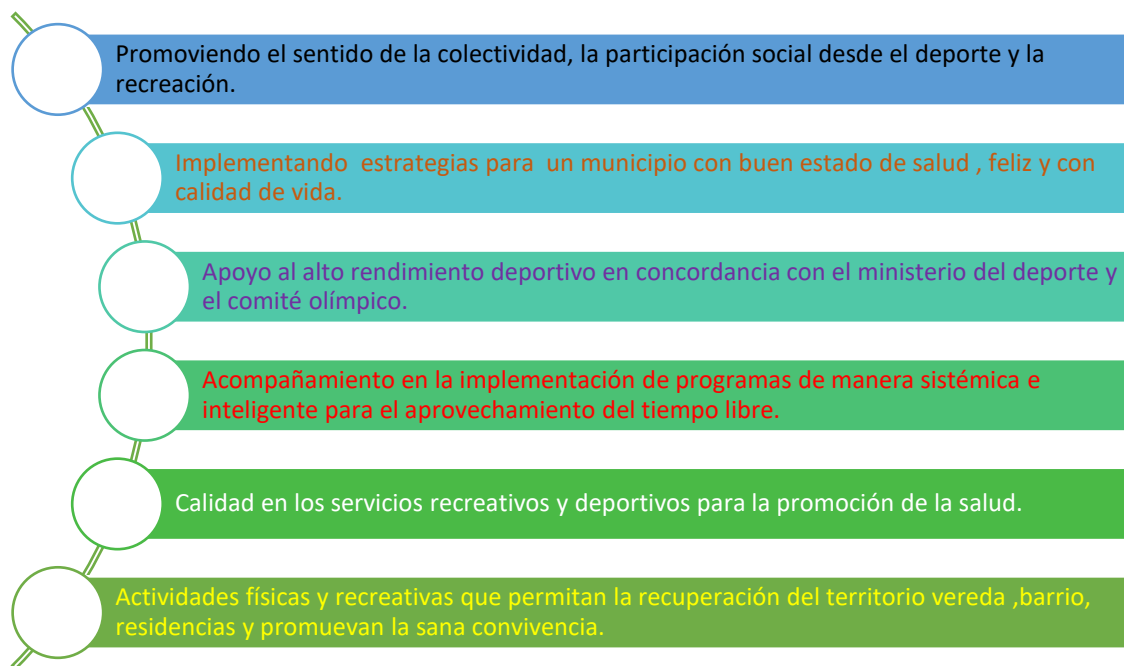 Promoviendo el sentido de la colectividad, la participación social desde el deporte y la
recreación.
Implementando  estrategias para  un municipio con buen estado de salud , feliz y con
calidad de vida.
Apoyo al alto rendimiento deportivo en concordancia con el ministerio del deporte y
el comité olímpico.
Acompañamiento en la implementación de programas de manera sistémica e
inteligente para el aprovechamiento del tiempo libre.
Calidad en los servicios recreativos y deportivos para la promoción de la salud.
Actividades físicas y recreativas que permitan la recuperación del territorio vereda ,barrio,
residencias y promuevan la sana convivencia.